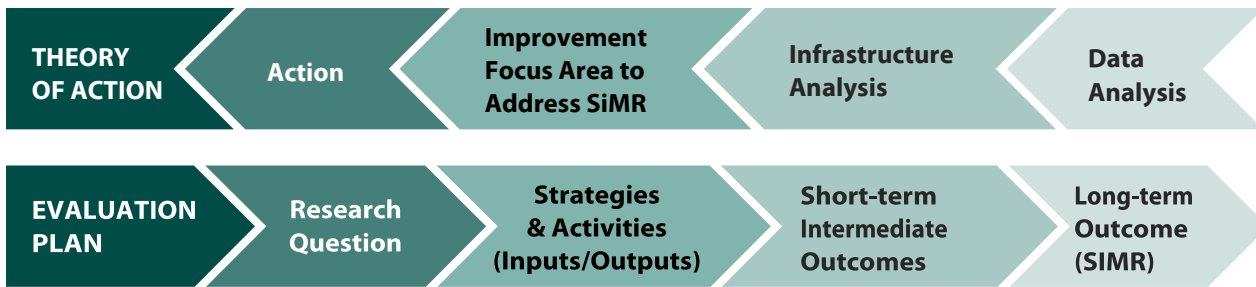 THEORY
OF ACTION
Action
Improvement
Focus Area to
Address SiMR
Infrastructure
Analysis
Data
Analysis
EVALUATION
PLAN
Research
Question
Strategies
& Activities
(Inputs/Outputs)
Short-term
Intermediate
Outcomes
Long-term
Outcome
(SIMR)